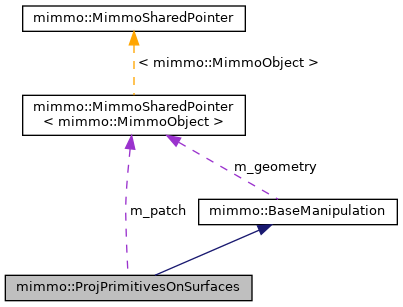 mimmo::MimmoSharedPointer
< mimmo::MimmoObject >
mimmo::MimmoSharedPointer
< mimmo::MimmoObject >
m_geometry
m_patch
mimmo::BaseManipulation
mimmo::ProjPrimitivesOnSurfaces